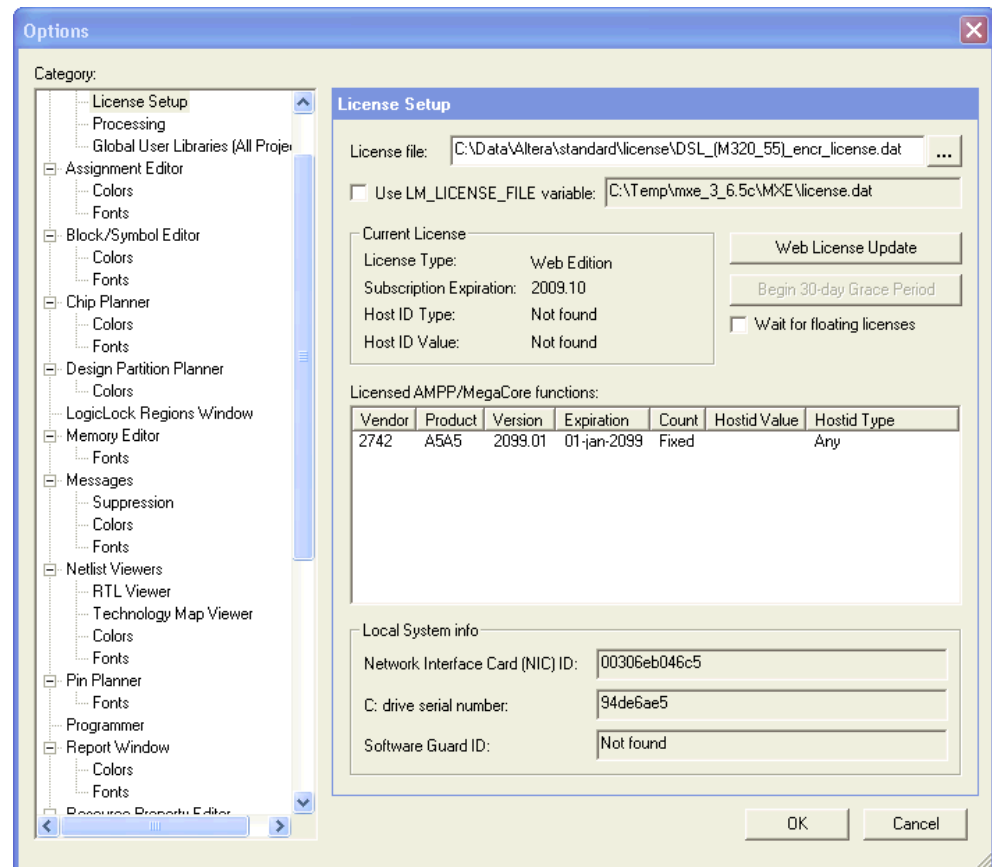 Options
Category:
License Setup
Processing
Global User Libraries (All Proje
Assignment Editor
Colors
Fonts
Block/Symbol Editor
Colors
Fonts
Chip Planner
Colors
Fonts
Design Partition Planner
Colors
LogicLock Regions Window
Memory Editor
Fonts
Messages
Suppression
Colors
Fonts
Netlist Viewers
RTL Viewer
Technology Map Viewer
Colors
Fonts
Pin Planner
Fonts
Programmer
Report Window
Colors
Fonts
Resource Property Editor
License Setup
License file: C:\Data\Altera\standard\license\DSL_(M320_55)_encr_license.dat ...
Use LM_LICENSE_FILE variable: C:\Temp\mxe_3_6.5c\MXE\license.dat
Current License
License Type: Web Edition
Subscription Expiration: 2009.10
Host ID Type: Not found
Host ID Value: Not found
Web License Update
Begin 30-day Grace Period
Wait for floating licenses
Licensed AMPP/MegaCore functions:
Vendor Product Version Expiration Count Hostid Value Hostid Type
2742 A5A5 2099.01 01-jan-2099 Fixed Any
Local System info
Network Interface Card (NIC) ID: 00306eb046c5
C: drive serial number: 94de6ae5
Software Guard ID: Not found
OK Cancel